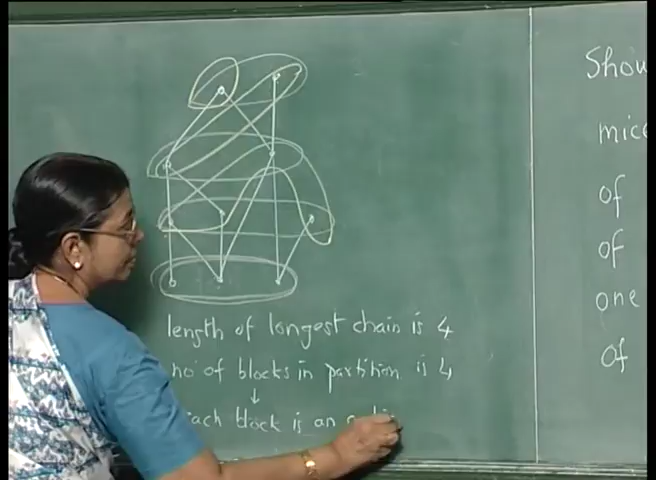 length of longest chain is 4
no of blocks in partition is 4
↓
each block is an
Show
mice
of
of
one
of